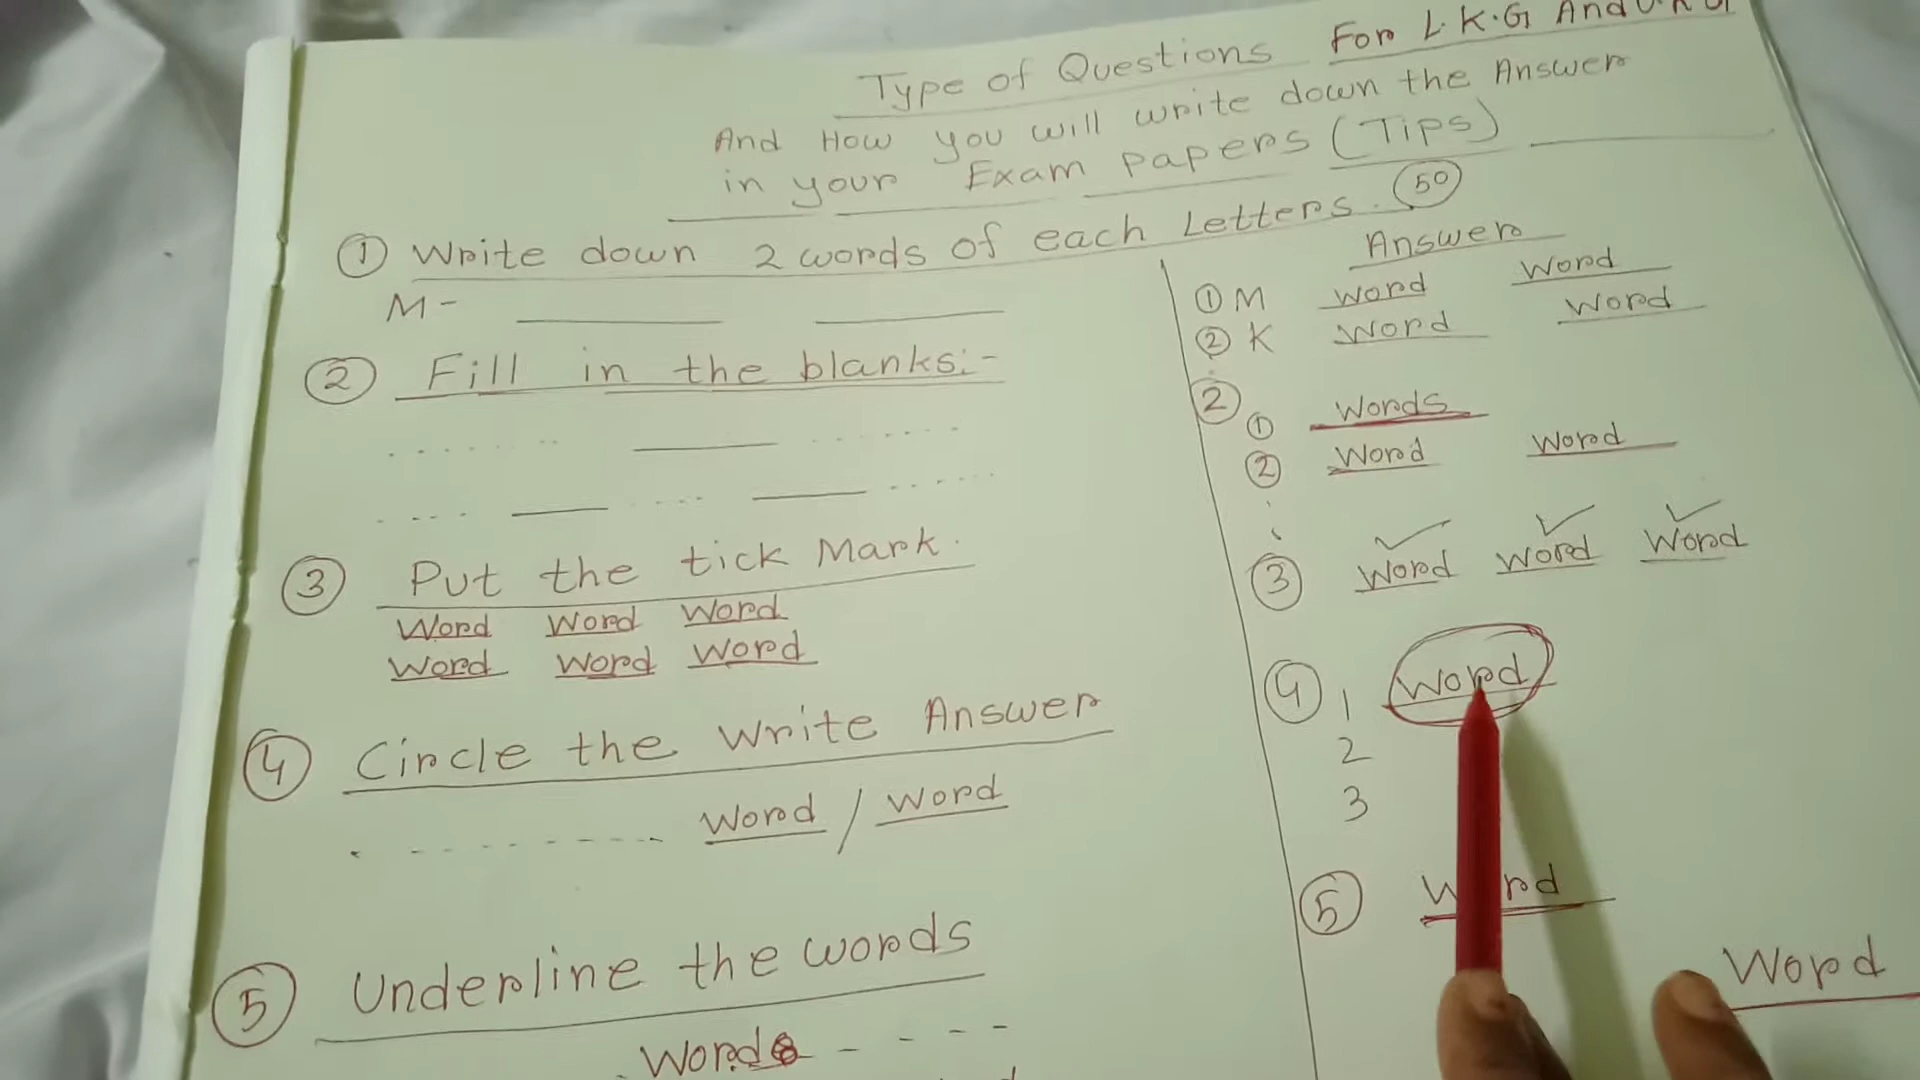 Type of Questions For L.K.G And U.K.G
And How you will write down the Answer
in your Exam papers (Tips)
① Write down 2 words of each Letters. 50
M-
② Fill in the blanks:-
③ Put the tick Mark.
Word Word Word
Word Word Word
④ Circle the Write Answer
Word / Word
⑤ Underline the words
Words
Answer
① M Word Word
② K Word Word
②
① Words
② Word Word
③ Word Word Word
④ 1 Word
2
3
⑤
Word